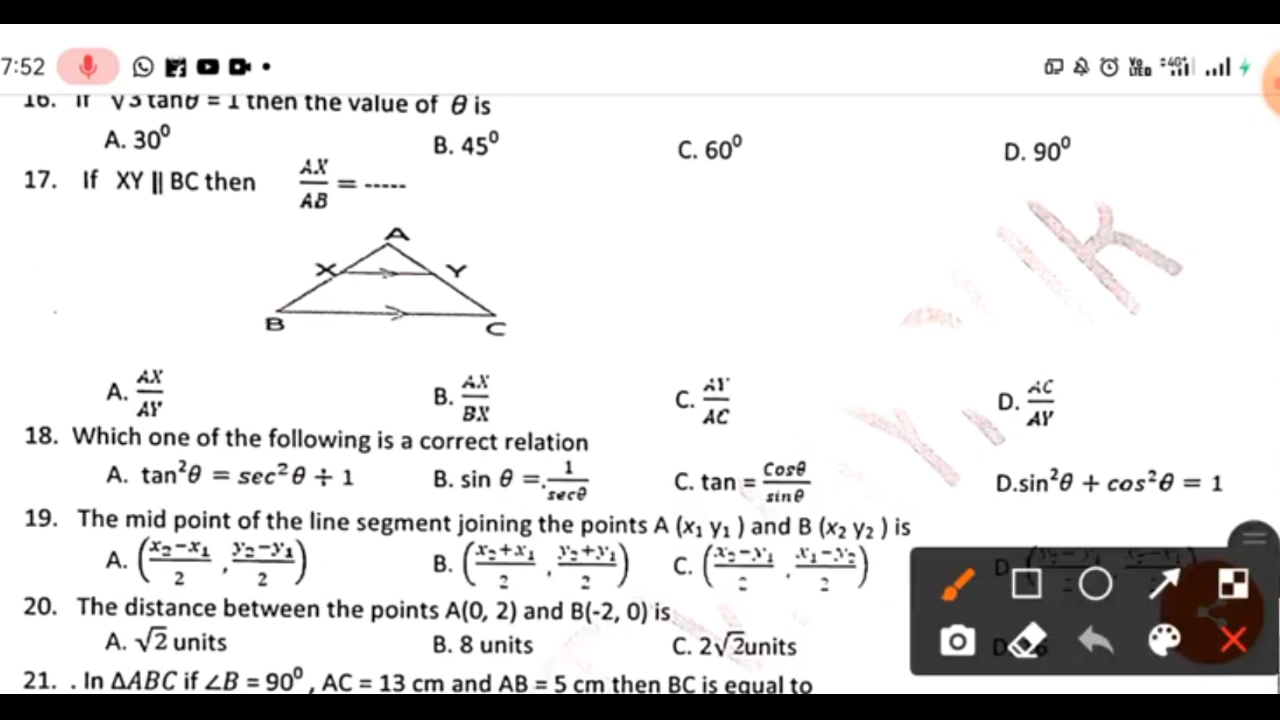 7:52
16. If √3 tanθ = 1 then the value of θ is
A. 30⁰ B. 45⁰ C. 60⁰ D. 90⁰
17. If XY || BC then AX/AB = -----
A
X Y
B C
A. AX/AY B. AX/BX C. AY/AC D. AC/AY
18. Which one of the following is a correct relation
A. tan²θ = sec²θ ÷ 1 B. sin θ =. 1/secθ C. tan = Cosθ/sinθ D.sin²θ + cos²θ = 1
19. The mid point of the line segment joining the points A (x₁ y₁ ) and B (x₂ y₂ ) is
A. (x₂−x₁/2 , y₂−y₁/2) B. (x₂+x₁/2 , y₂+y₁/2) C. (x₂−y₁/2 , x₁−y₂/2) D.
20. The distance between the points A(0, 2) and B(-2, 0) is
A. √2 units B. 8 units C. 2√2units D.
21. . In ΔABC if ∠B = 90⁰ , AC = 13 cm and AB = 5 cm then BC is equal to